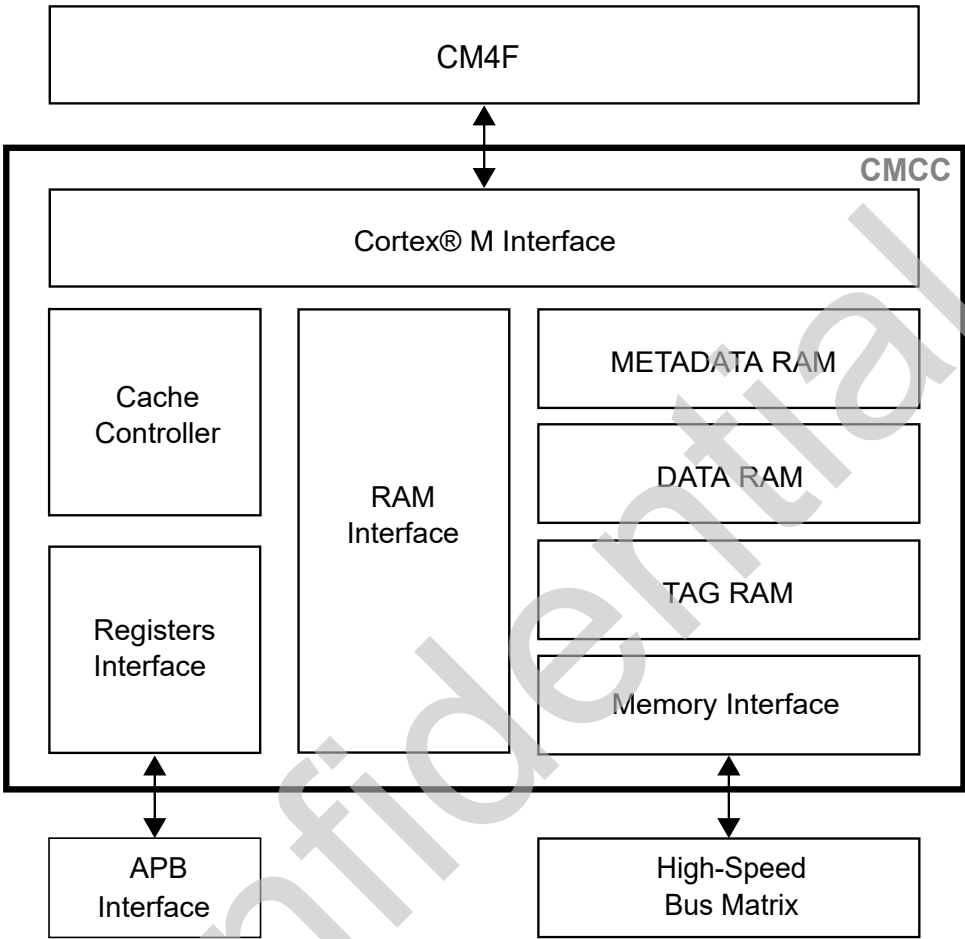 CM4F
CMCC
Cortex® M Interface
Cache
Controller
RAM
Interface
METADATA RAM
DATA RAM
TAG RAM
Registers
Interface
Memory Interface
APB
Interface
High-Speed
Bus Matrix
nfidential